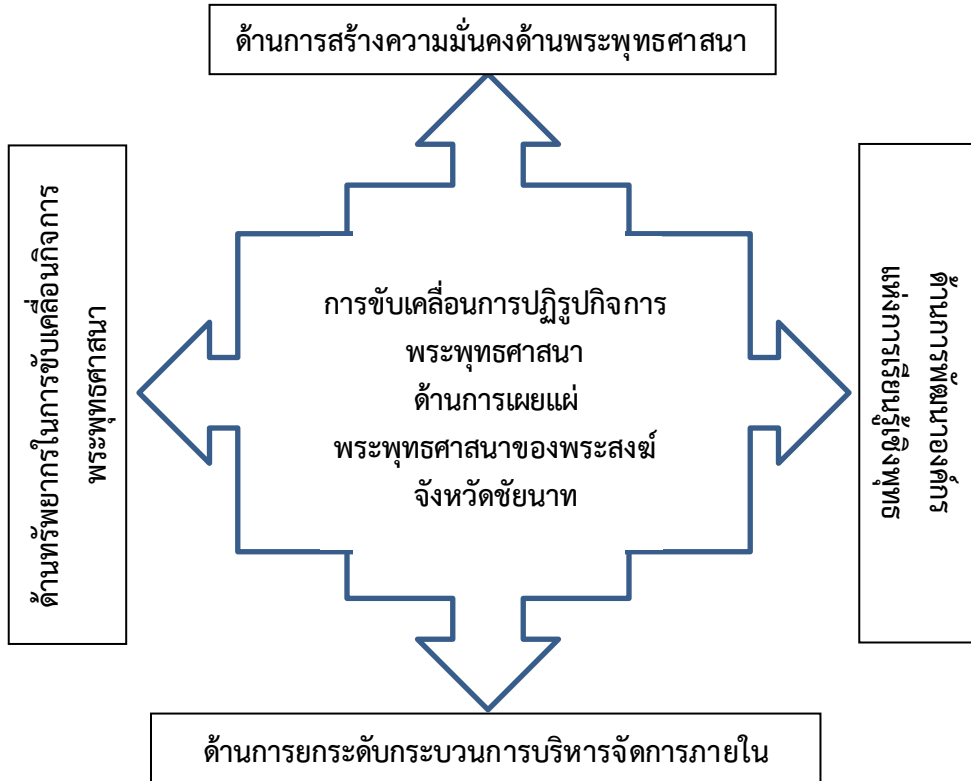 ด้านการสร้างความมั่นคงด้านพระพุทธศาสนา
ด้านทรัพยากรในการขับเคลื่อนกิจการ
พระพุทธศาสนา
การขับเคลื่อนการปฏิรูปกิจการ
พระพุทธศาสนา
ด้านการเผยแผ่
พระพุทธศาสนาของพระสงฆ์
จังหวัดชัยนาท
ด้านการพัฒนาองค์กร
แห่งการเรียนรู้เชิงพุทธ
ด้านการยกระดับกระบวนการบริหารจัดการภายใน